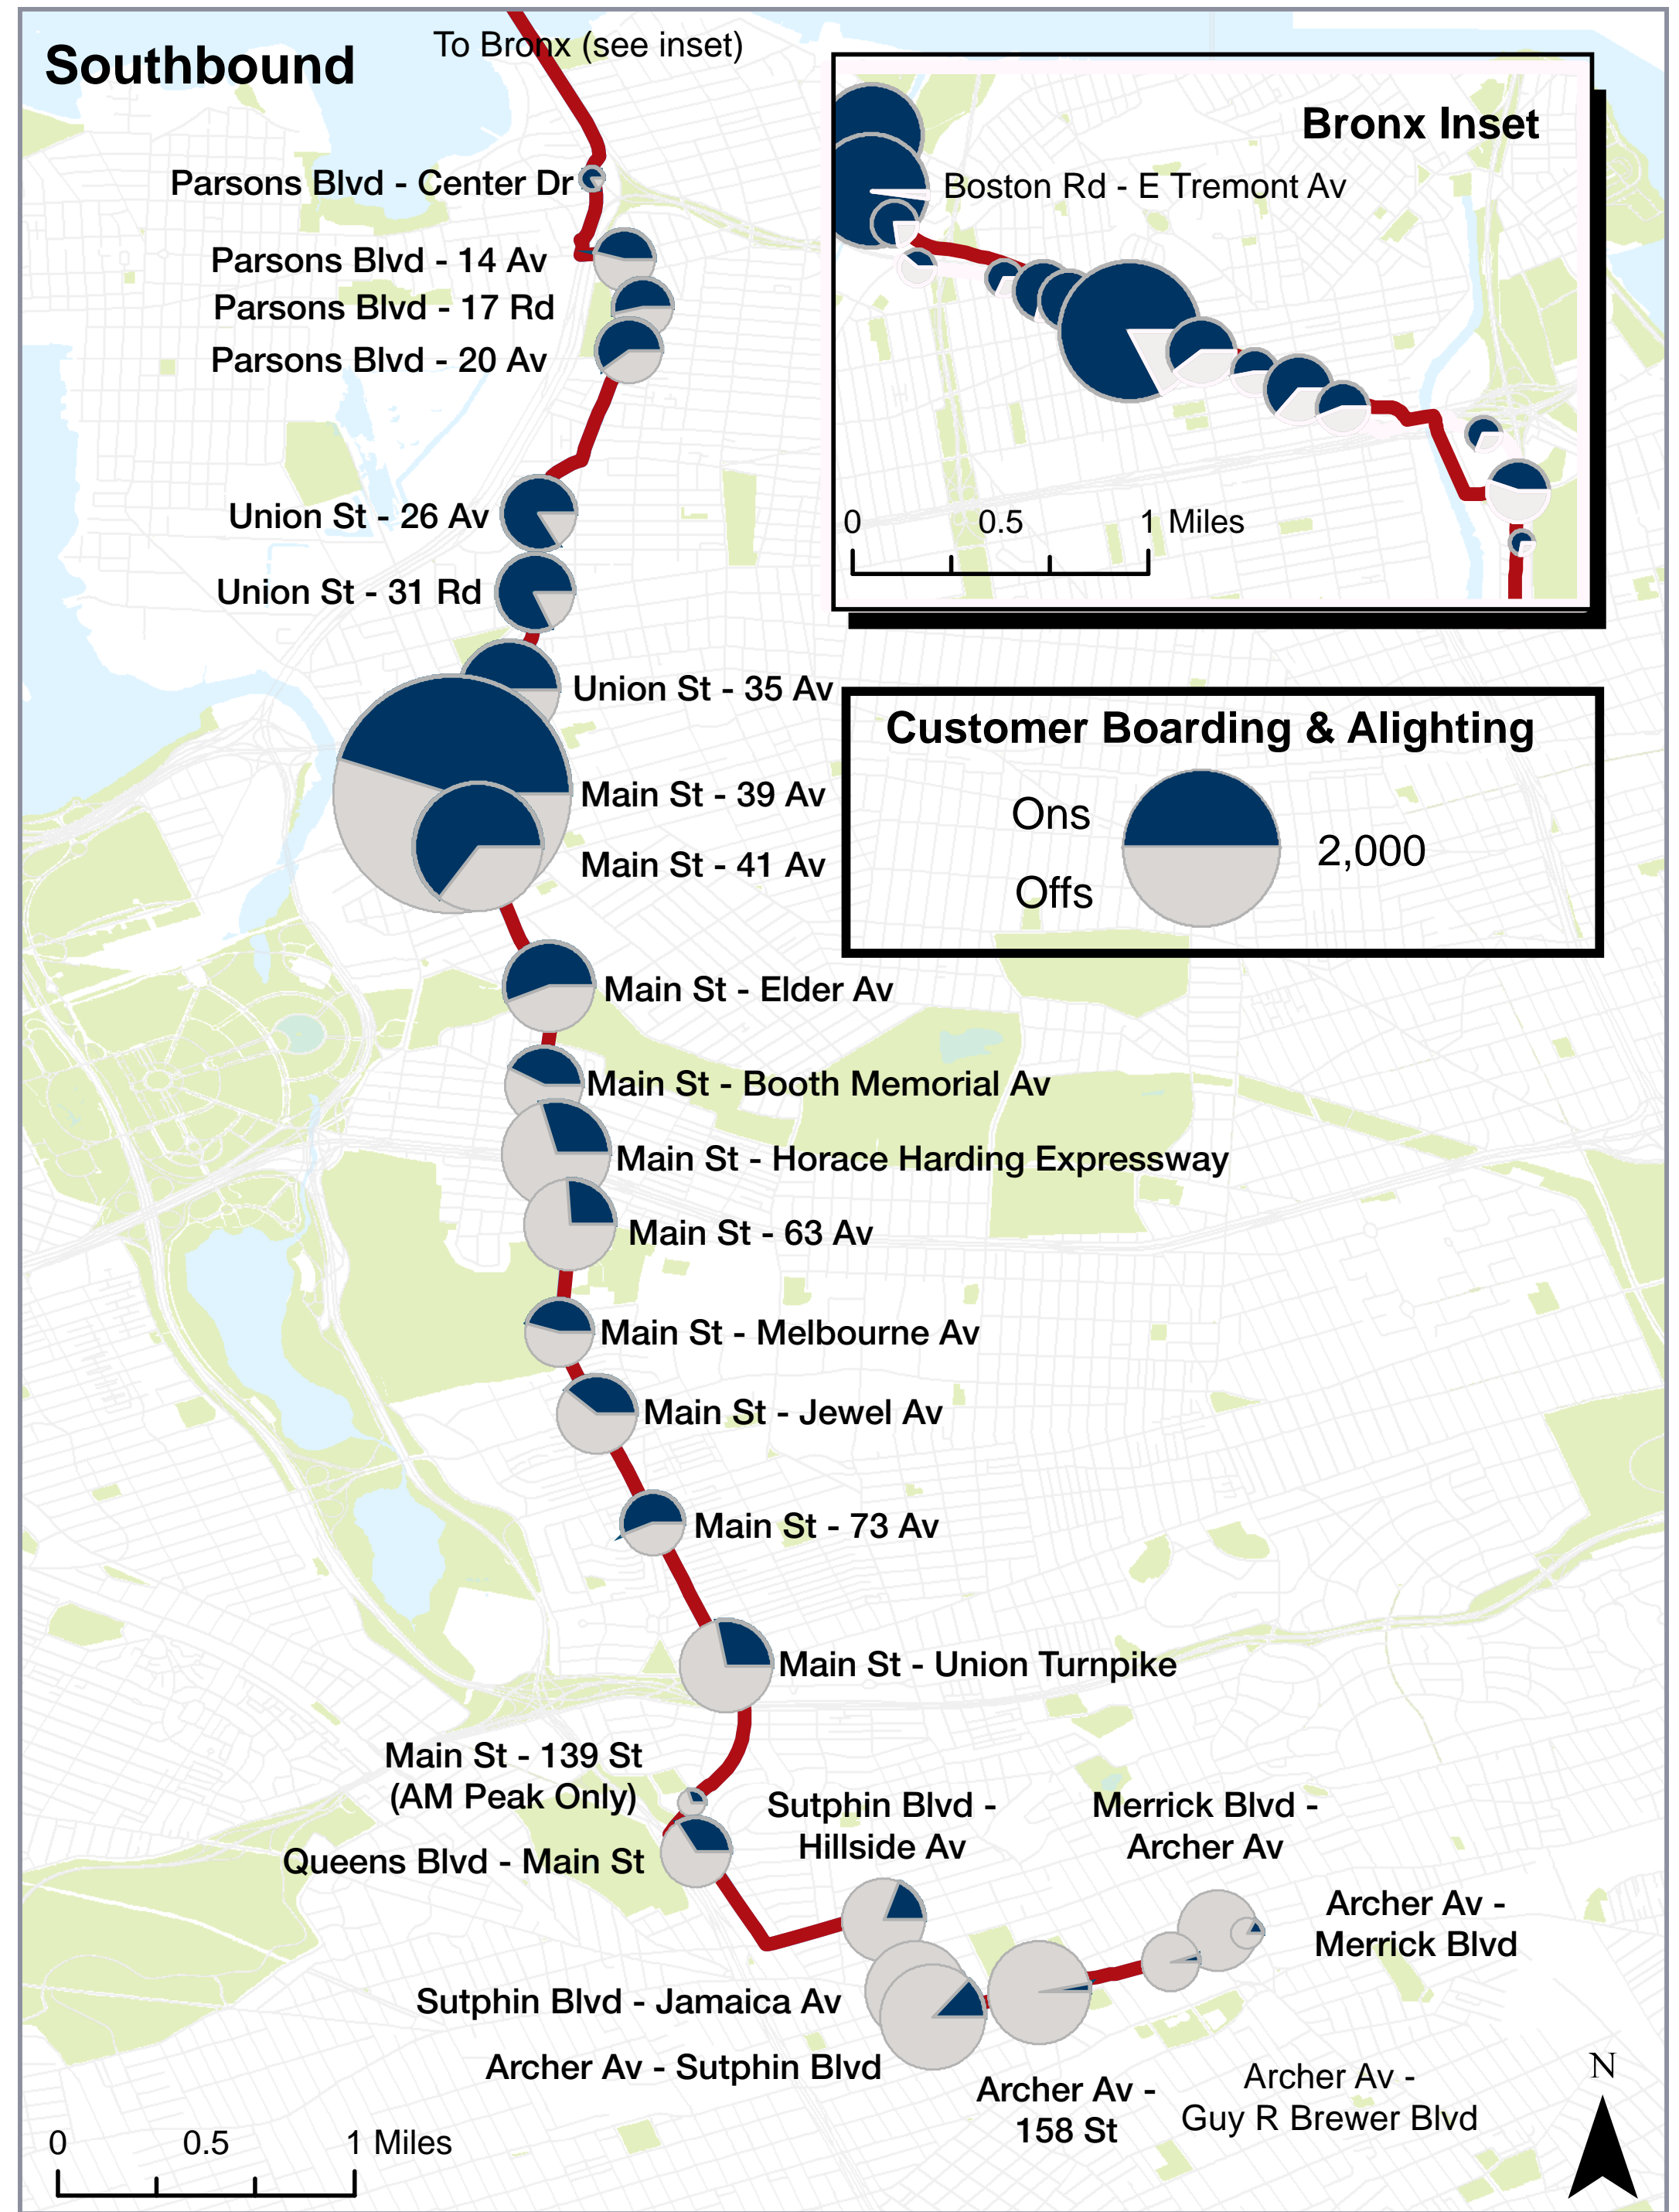 Southbound
To Bronx (see inset)
Bronx Inset
Boston Rd - E Tremont Av
0 0.5 1 Miles
Parsons Blvd - Center Dr
Parsons Blvd - 14 Av
Parsons Blvd - 17 Rd
Parsons Blvd - 20 Av
Union St - 26 Av
Union St - 31 Rd
Union St - 35 Av
Customer Boarding & Alighting
Ons
Offs
2,000
Main St - 39 Av
Main St - 41 Av
Main St - Elder Av
Main St - Booth Memorial Av
Main St - Horace Harding Expressway
Main St - 63 Av
Main St - Melbourne Av
Main St - Jewel Av
Main St - 73 Av
Main St - Union Turnpike
Main St - 139 St
(AM Peak Only)
Queens Blvd - Main St
Sutphin Blvd -
Hillside Av
Merrick Blvd -
Archer Av
Archer Av -
Merrick Blvd
Sutphin Blvd - Jamaica Av
Archer Av - Sutphin Blvd
Archer Av -
158 St
Archer Av -
Guy R Brewer Blvd
N
0 0.5 1 Miles